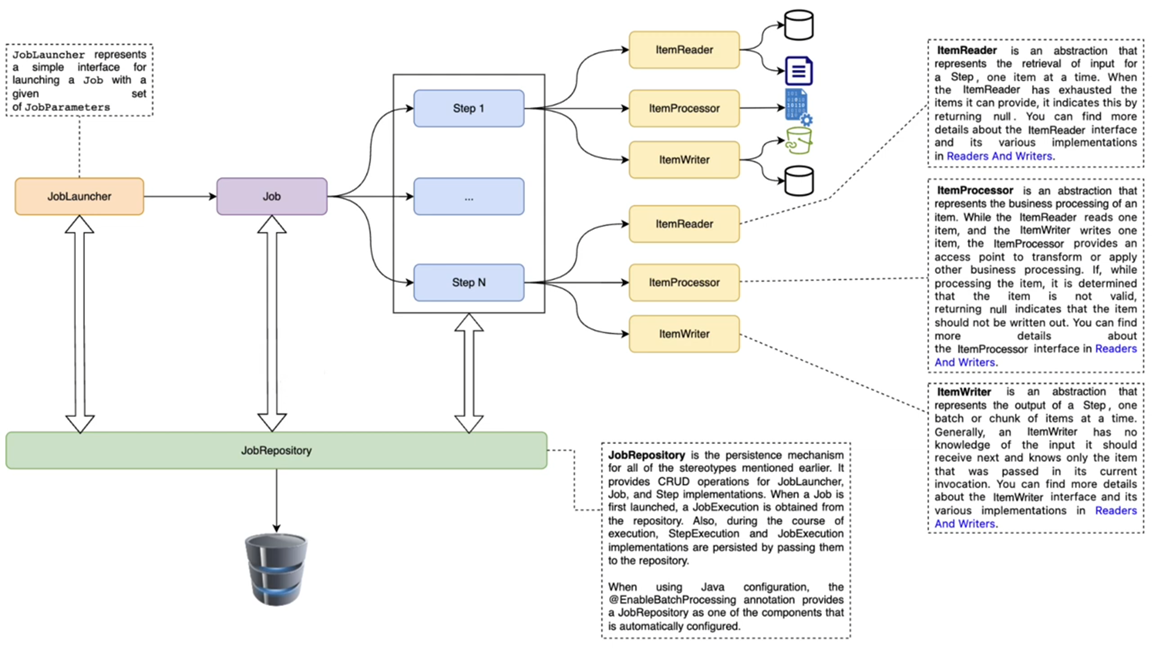 JobLauncher represents
a simple interface for
launching a Job with a
given set
of JobParameters
JobLauncher
Job
Step 1
...
Step N
ItemReader
ItemProcessor
ItemWriter
ItemReader
ItemProcessor
ItemWriter
ItemReader is an abstraction that
represents the retrieval of input for
a Step, one item at a time. When
the ItemReader has exhausted the
items it can provide, it indicates this by
returning null. You can find more
details about the ItemReader interface
and its various implementations
in Readers And Writers.
ItemProcessor is an abstraction that
represents the business processing of an
item. While the ItemReader reads one
item, and the ItemWriter writes one
item, the ItemProcessor provides an
access point to transform or apply
other business processing. If, while
processing the item, it is determined
that the item is not valid,
returning null indicates that the item
should not be written out. You can find
more details about
the ItemProcessor interface in Readers
And Writers.
ItemWriter is an abstraction that
represents the output of a Step, one
batch or chunk of items at a time.
Generally, an ItemWriter has no
knowledge of the input it should
receive next and knows only the item
that was passed in its current
invocation. You can find more details
about the ItemWriter interface and its
various implementations in Readers
And Writers.
JobRepository
JobRepository is the persistence mechanism
for all of the stereotypes mentioned earlier. It
provides CRUD operations for JobLauncher,
Job, and Step implementations. When a Job is
first launched, a JobExecution is obtained from
the repository. Also, during the course of
execution, StepExecution and JobExecution
implementations are persisted by passing them
to the repository.
When using Java configuration, the
@EnableBatchProcessing annotation provides
a JobRepository as one of the components that
is automatically configured.